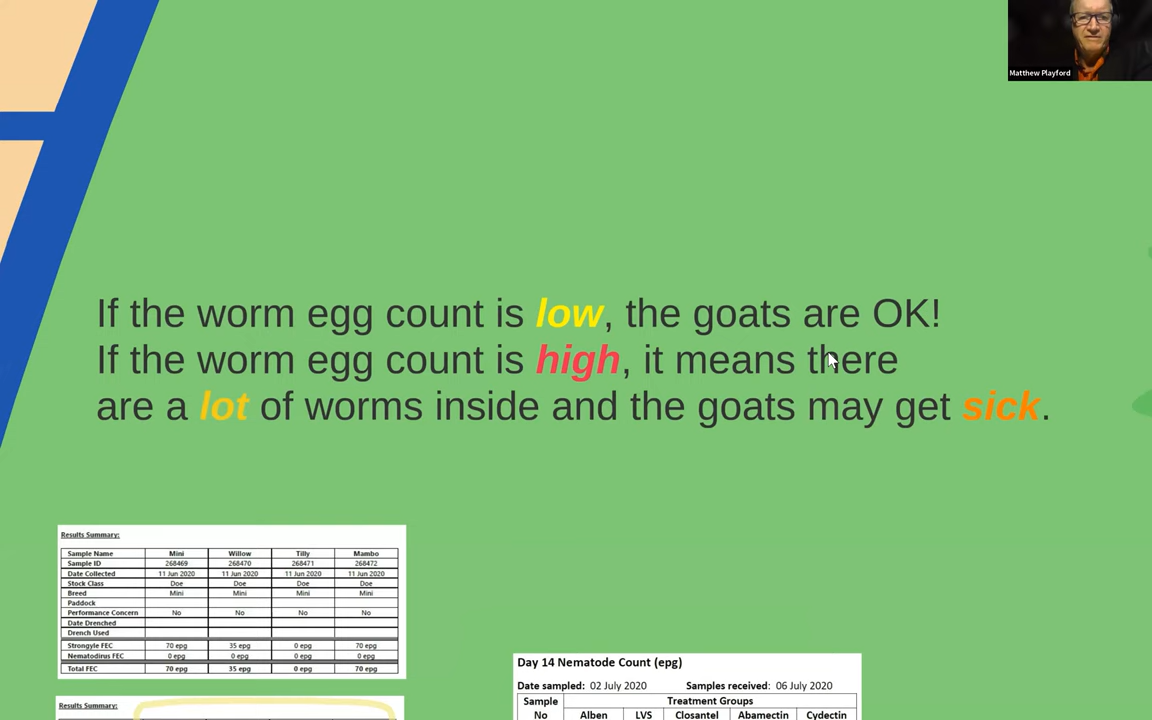 Matthew Playford
If the worm egg count is low, the goats are OK!
If the worm egg count is high, it means there
are a lot of worms inside and the goats may get sick.
Results Summary:
Sample Name Mini Willow Tilly Mambo
Sample ID 268469 268470 268471 268472
Date Collected 11 Jun 2020 11 Jun 2020 11 Jun 2020 11 Jun 2020
Stock Class Doe Doe Doe Doe
Breed Mini Mini Mini Mini
Paddock
Performance Concern No No No No
Date Drenched
Drench Used
Strongyle FEC 70 epg 35 epg 0 epg 70 epg
Nematodirus FEC 0 epg 0 epg 0 epg 0 epg
Total FEC 70 epg 35 epg 0 epg 70 epg
Results Summary:
Day 14 Nematode Count (epg)
Date sampled: 02 July 2020 Samples received: 06 July 2020
Sample Treatment Groups
No Alben LVS Closantel Abamectin Cydectin